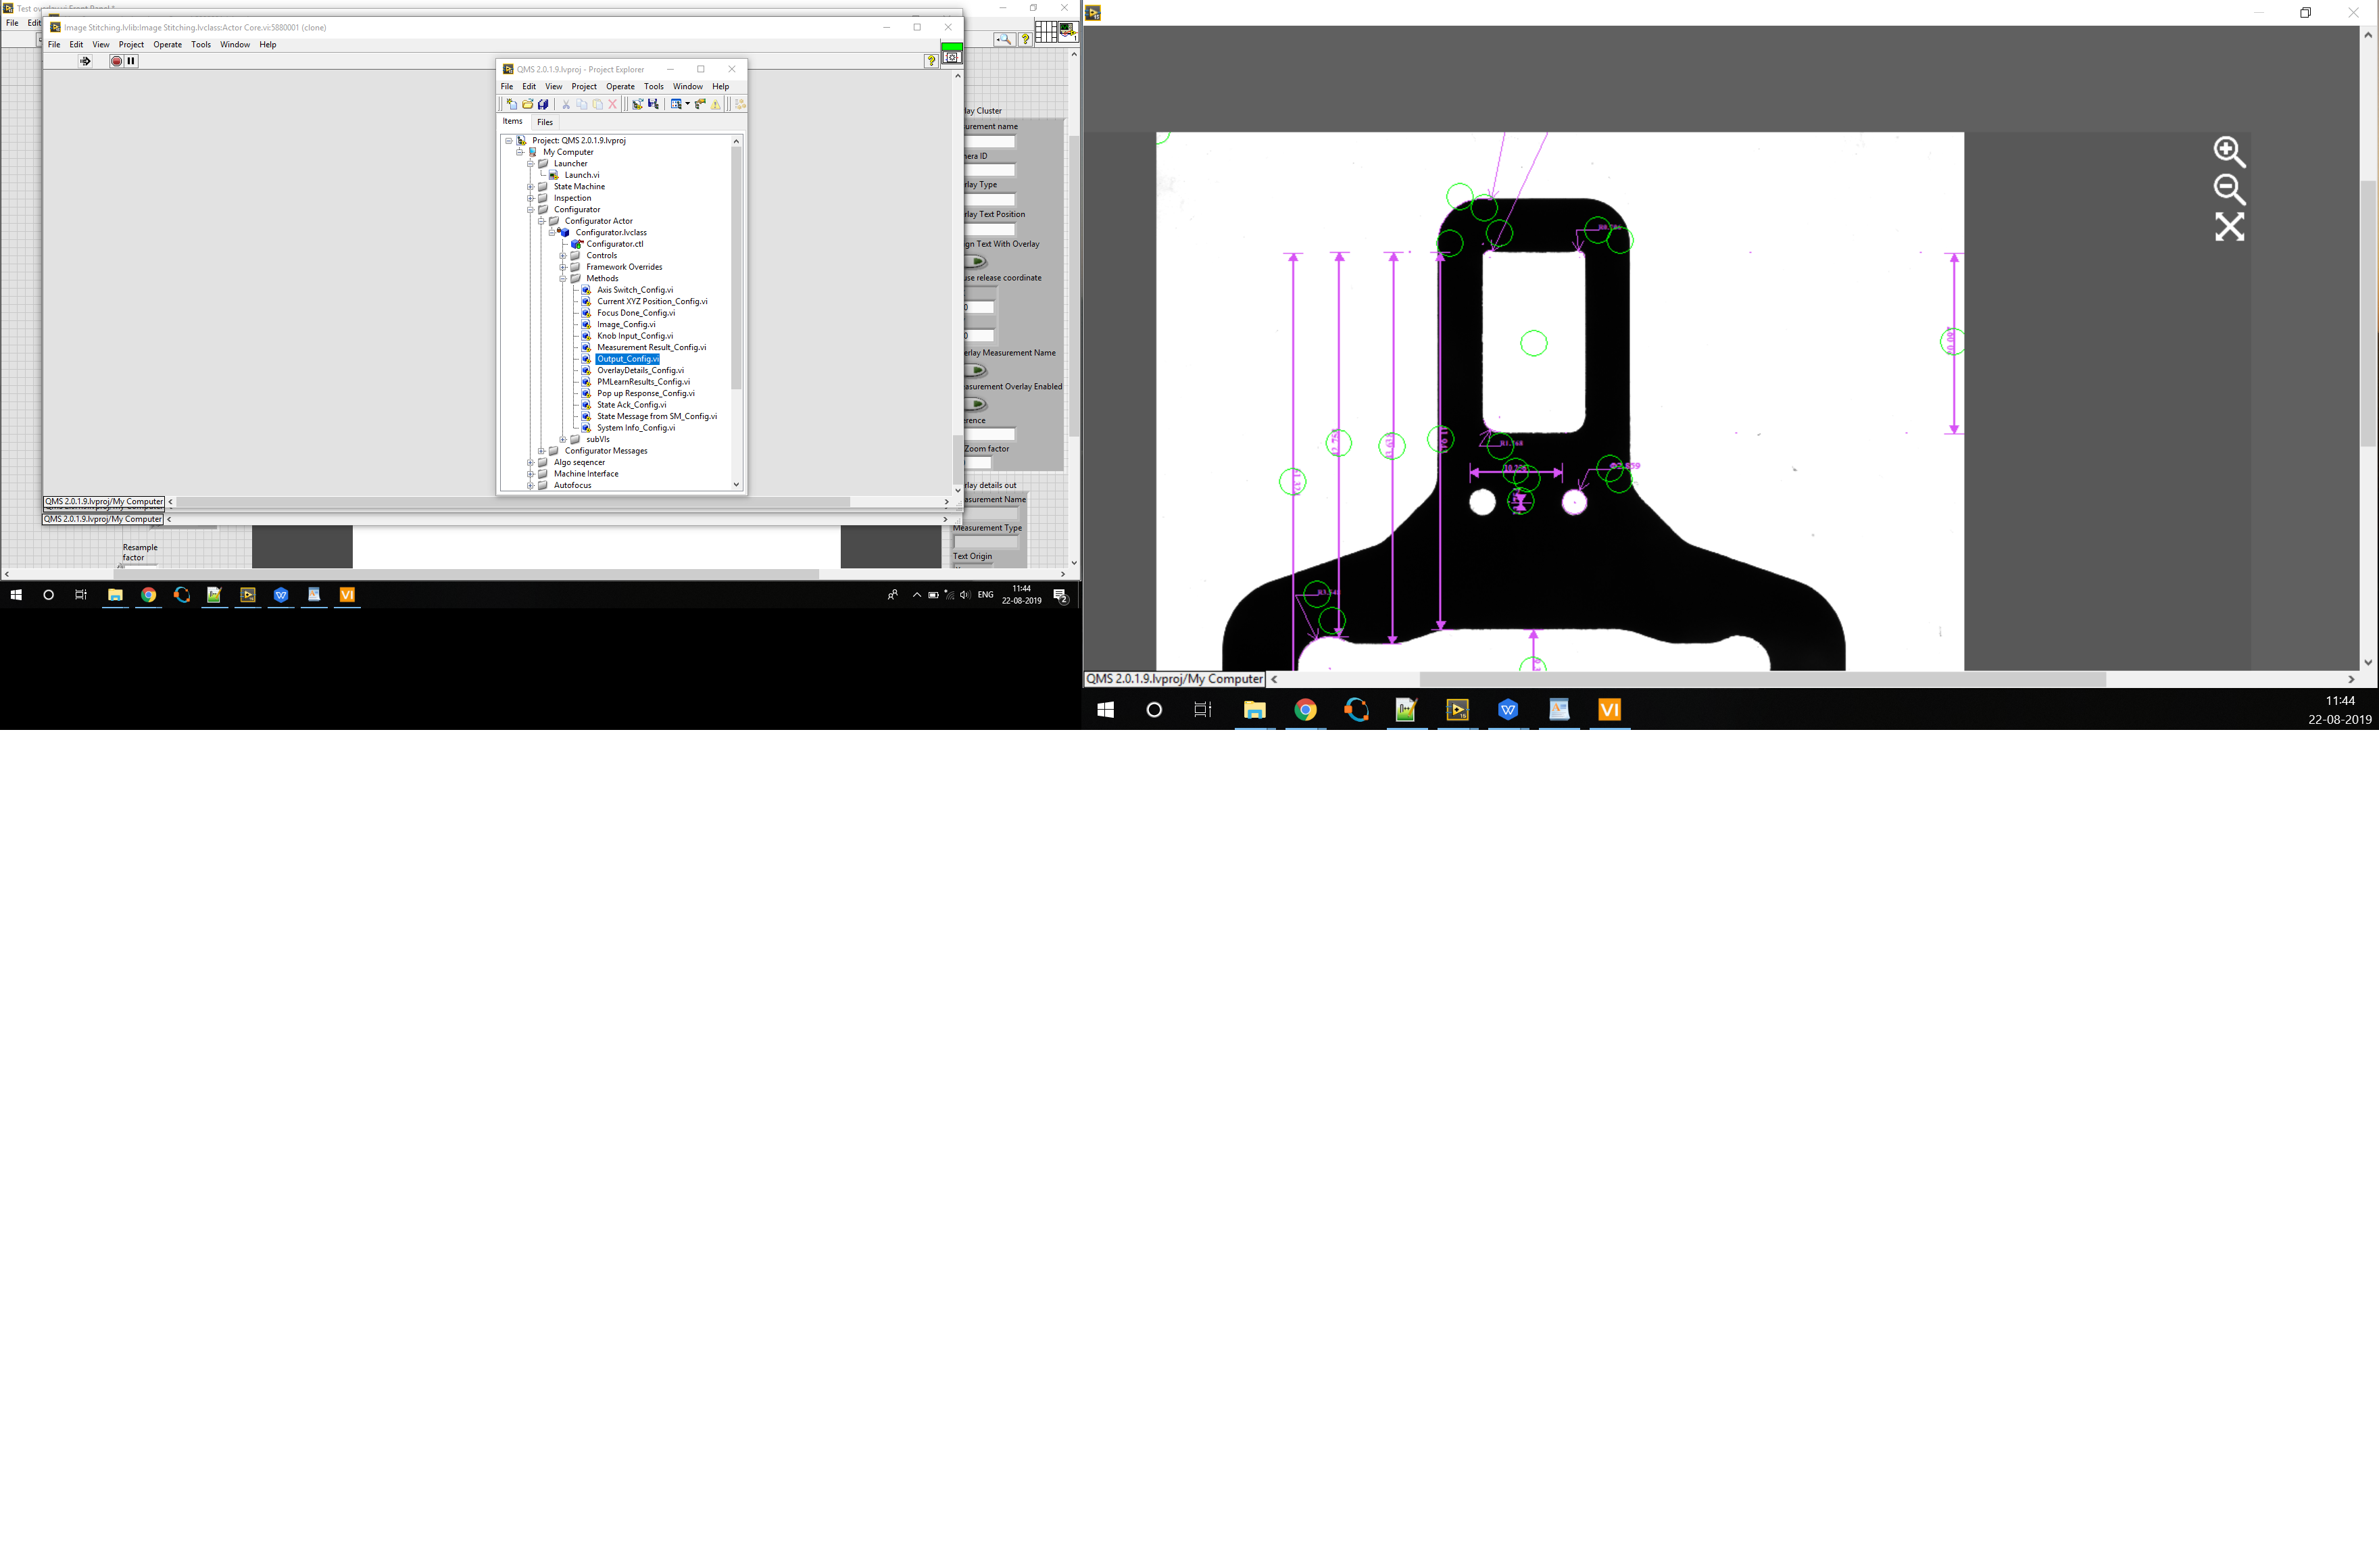 Test ove
File Edit
Image Stitching.lvlib:Image Stitching.lvclass:Actor Core.vi:5880001 (clone)
File Edit View Project Operate Tools Window Help
QMS 2.0.1.9.lvproj - Project Explorer
File Edit View Project Operate Tools Window Help
Items Files
Project: QMS 2.0.1.9.lvproj
My Computer
Launcher
Launch.vi
State Machine
Inspection
Configurator
Configurator Actor
Configurator.lvclass
Configurator.ctl
Controls
Framework Overrides
Methods
Axis Switch_Config.vi
Current XYZ Position_Config.vi
Focus Done_Config.vi
Image_Config.vi
Knob Input_Config.vi
Measurement Result_Config.vi
Output_Config.vi
OverlayDetails_Config.vi
PMLearnResults_Config.vi
Pop up Response_Config.vi
State Ack_Config.vi
State Message from SM_Config.vi
System Info_Config.vi
subVIs
Configurator Messages
Algo seqencer
Machine Interface
Autofocus
lay Cluster
urement name
nera ID
rlay Type
rlay Text Position
ign Text With Overlay
use release coordinate
0
0
erlay Measurement Name
asurement Overlay Enabled
erence
Zoom factor
rlay details out
asurement Name
Measurement Type
Text Origin
QMS 2.0.1.9.lvproj/My Computer
QMS 2.0.1.9.lvproj/My Computer
Resample
factor
ENG
11:44
22-08-2019
2
20.097
QMS 2.0.1.9.lvproj/My Computer
11:44
22-08-2019